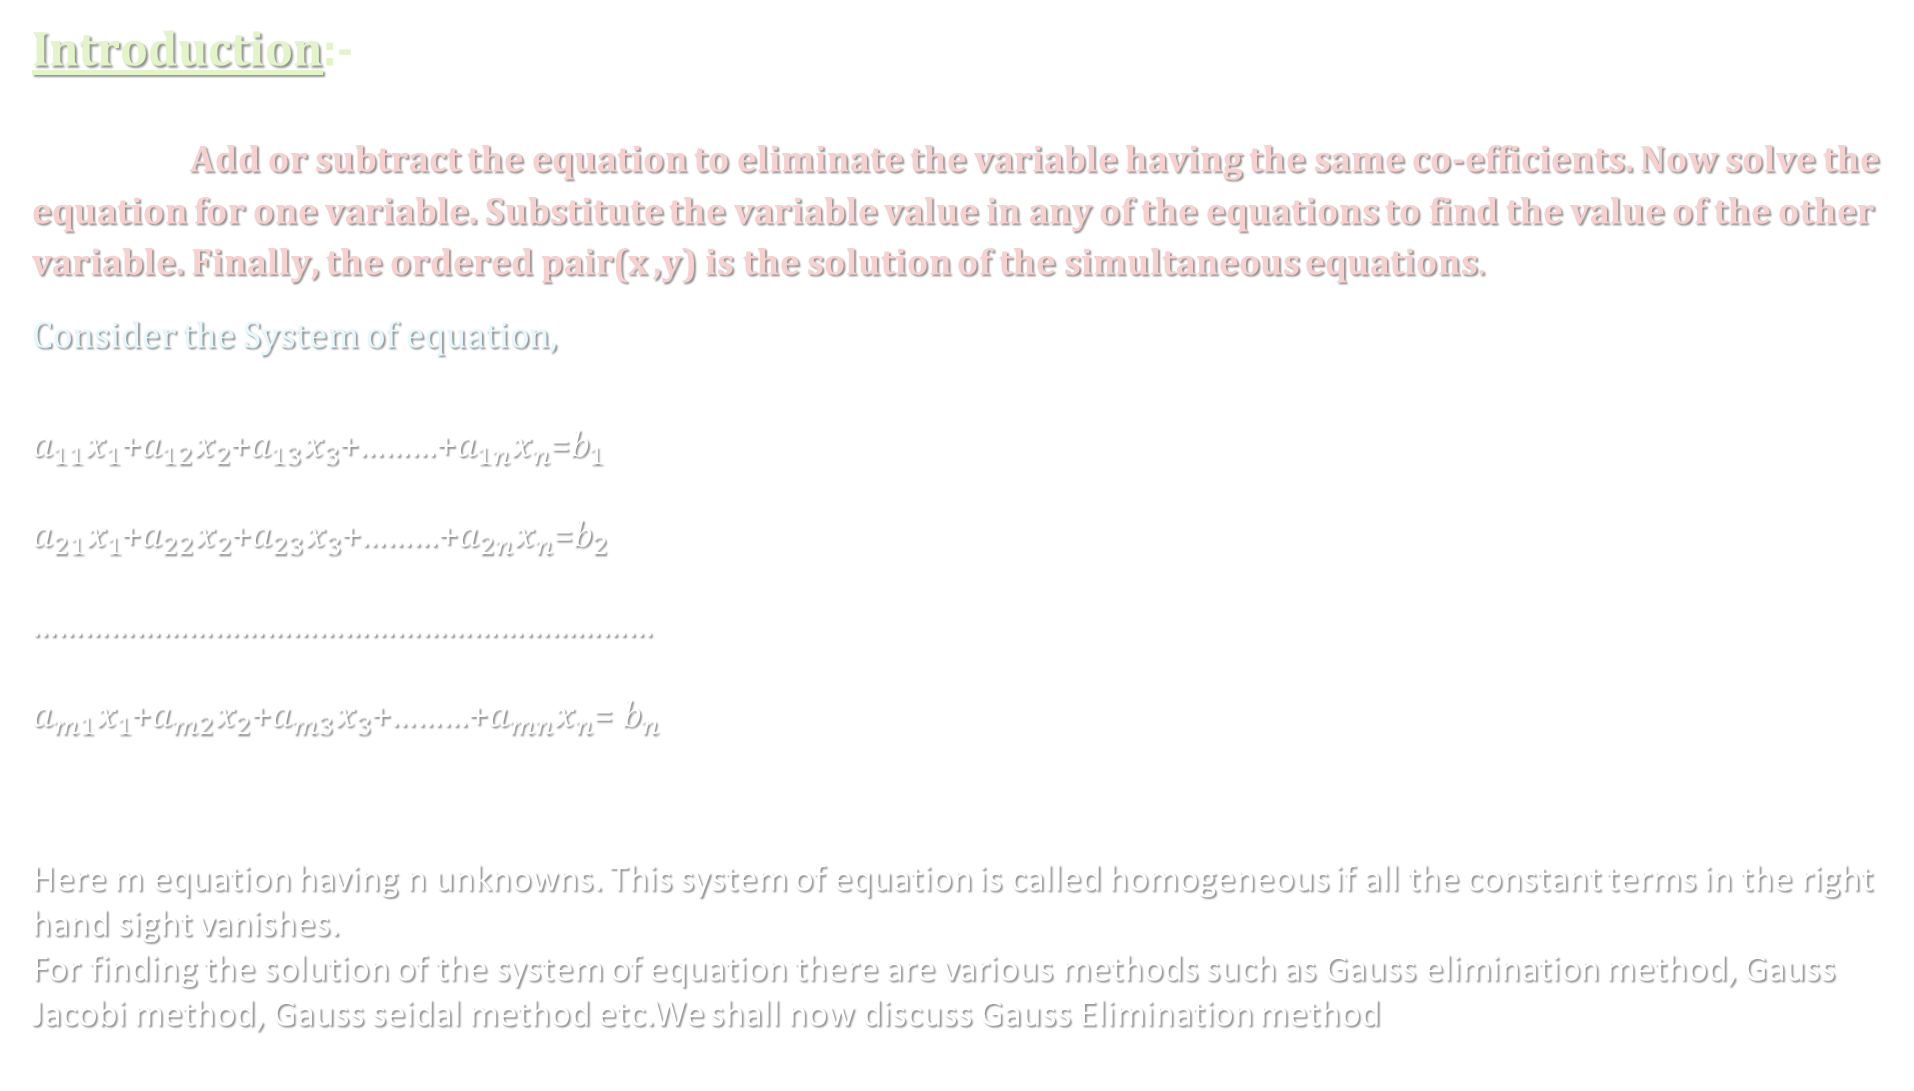 Introduction:-
Add or subtract the equation to eliminate the variable having the same co-efficients. Now solve the
equation for one variable. Substitute the variable value in any of the equations to find the value of the other
variable. Finally, the ordered pair(x ,y) is the solution of the simultaneous equations.
Consider the System of equation,
𝑎₁₁𝑥₁+𝑎₁₂𝑥₂+𝑎₁₃𝑥₃+.........+𝑎₁ₙ𝑥ₙ=𝑏₁
𝑎₂₁𝑥₁+𝑎₂₂𝑥₂+𝑎₂₃𝑥₃+.........+𝑎₂ₙ𝑥ₙ=𝑏₂
........................................................................
𝑎ₘ₁𝑥₁+𝑎ₘ₂𝑥₂+𝑎ₘ₃𝑥₃+.........+𝑎ₘₙ𝑥ₙ= 𝑏ₙ
Here m equation having n unknowns. This system of equation is called homogeneous if all the constant terms in the right
hand sight vanishes.
For finding the solution of the system of equation there are various methods such as Gauss elimination method, Gauss
Jacobi method, Gauss seidal method etc.We shall now discuss Gauss Elimination method